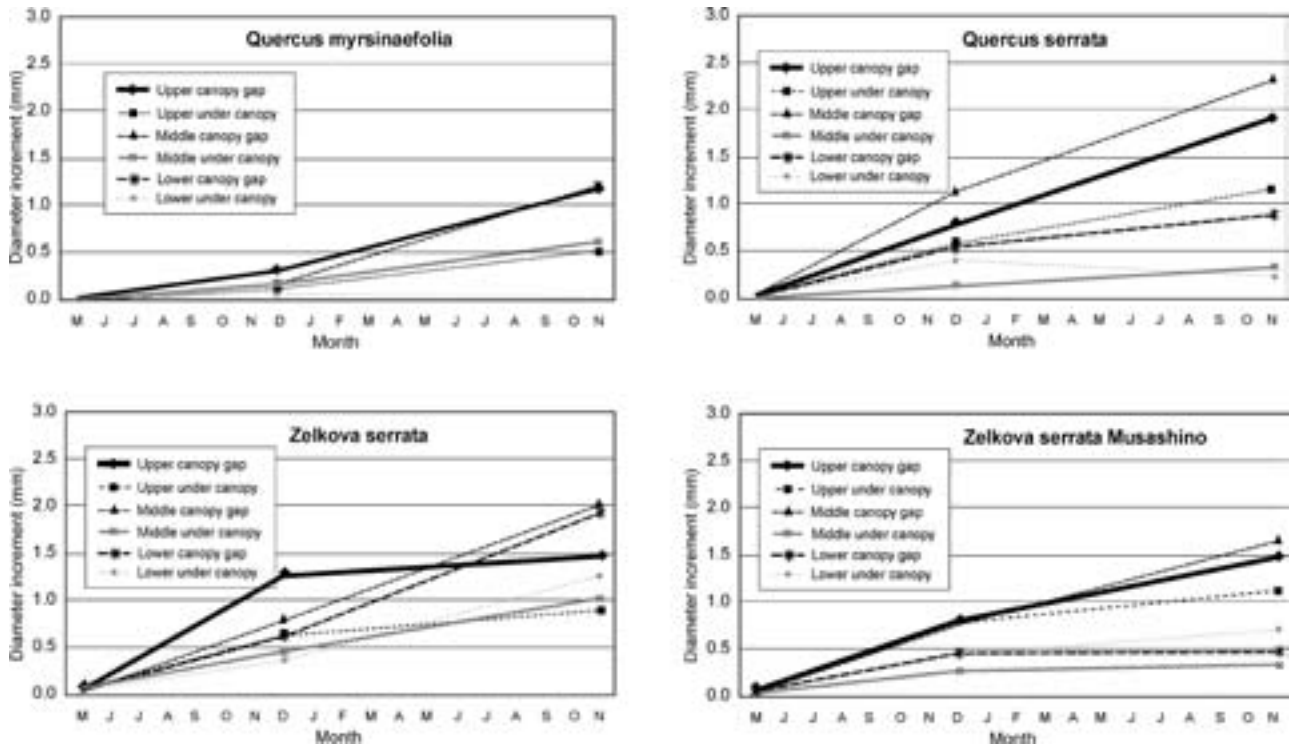 Quercus myrsinaefolia
Diameter increment (mm)
3.0
2.5
2.0
1.5
1.0
0.5
0.0
Upper canopy gap
Upper under canopy
Middle canopy gap
Middle under canopy
Lower canopy gap
Lower under canopy
M J J A S O N D J F M A M J J A S O N
Month
Quercus serrata
Diameter increment (mm)
3.0
2.5
2.0
1.5
1.0
0.5
0.0
Upper canopy gap
Upper under canopy
Middle canopy gap
Middle under canopy
Lower canopy gap
Lower under canopy
M J J A S O N D J F M A M J J A S O N
Month
Zelkova serrata
Diameter increment (mm)
3.0
2.5
2.0
1.5
1.0
0.5
0.0
Upper canopy gap
Upper under canopy
Middle canopy gap
Middle under canopy
Lower canopy gap
Lower under canopy
M J J A S O N D J F M A M J J A S O N
Month
Zelkova serrata Musashino
Diameter increment (mm)
3.0
2.5
2.0
1.5
1.0
0.5
0.0
Upper canopy gap
Upper under canopy
Middle canopy gap
Middle under canopy
Lower canopy gap
Lower under canopy
M J J A S O N D J F M A M J J A S O N
Month